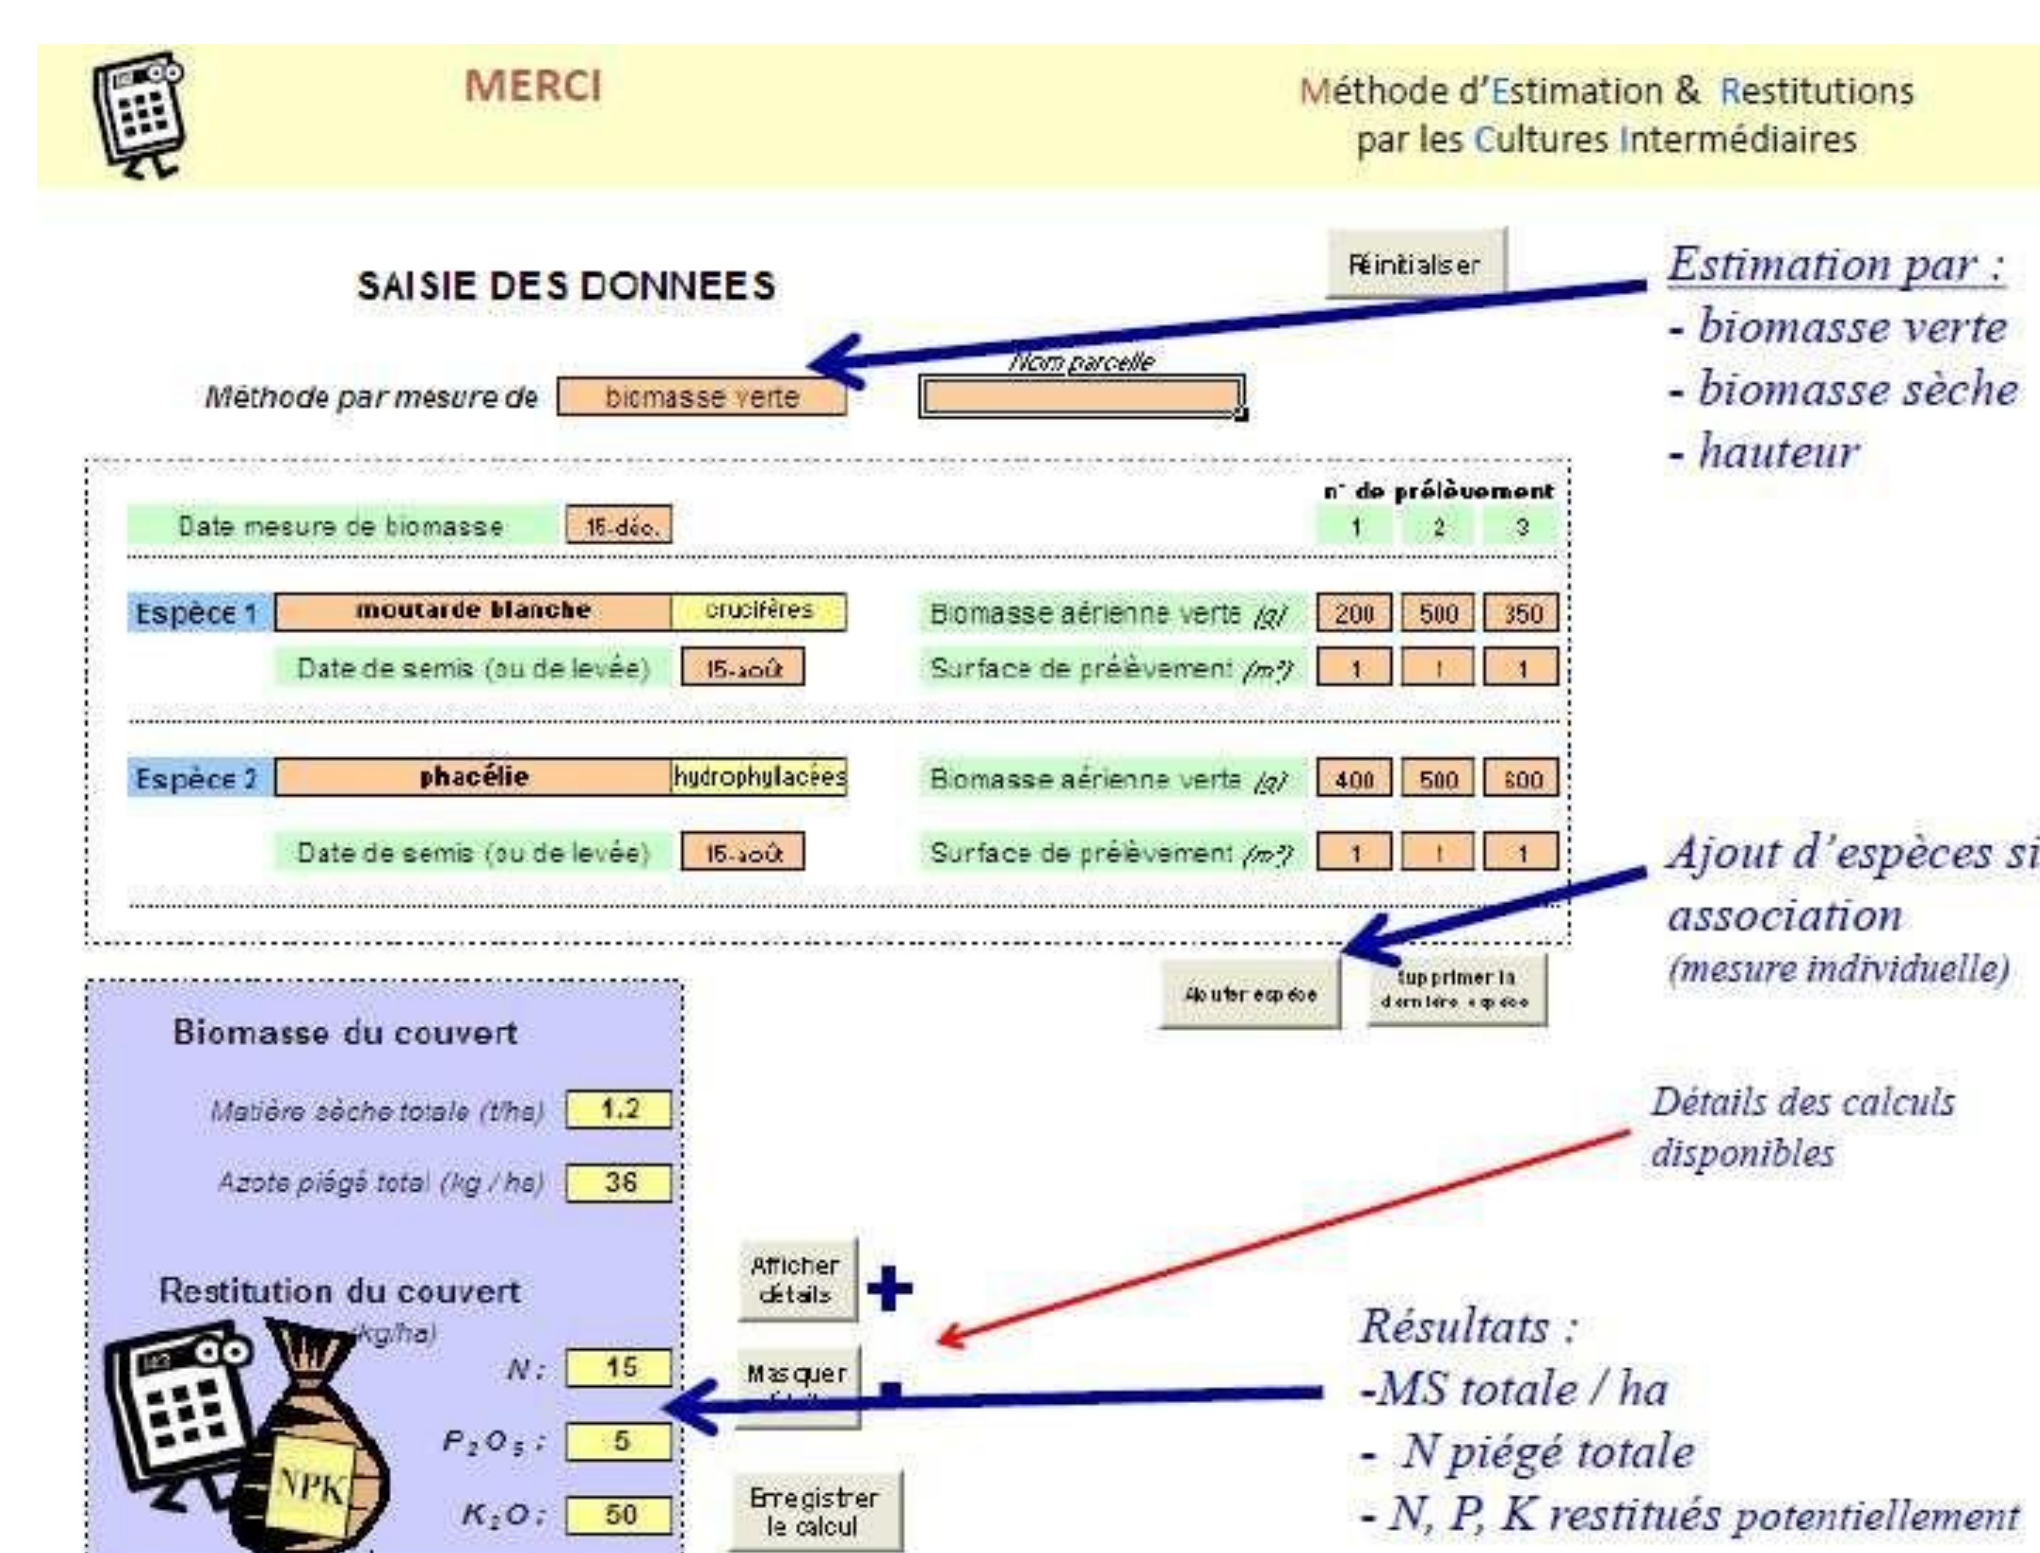 MERCI
Méthode d'Estimation & Restitutions
par les Cultures Intermédiaires
Réinitialiser
SAISIE DES DONNEES
Estimation par :
- biomasse verte
- biomasse sèche
- hauteur
Nom parcelle
Méthode par mesure de biomasse verte
n° de prélèvement
Date mesure de biomasse 15-déc. 1 2 3
Espèce 1 moutarde blanche crucifères Biomasse aérienne verte (g) 200 500 350
Date de semis (ou de levée) 15-août Surface de prélèvement (m²) 1 1 1
Espèce 2 phacélie hydrophyllacées Biomasse aérienne verte (g) 400 500 600
Date de semis (ou de levée) 15-août Surface de prélèvement (m²) 1 1 1
Ajout d'espèces si
association
(mesure individuelle)
Ajouter espèce
Supprimer la
dernière espèce
Biomasse du couvert
Matière sèche totale (t/ha) 1.2
Azote piégé total (kg / ha) 36
Détails des calculs
disponibles
Afficher
détails
+
Restitution du couvert
(kg/ha)
N : 15
P2O5 : 5
K2O : 50
NPK
Masquer
Enregistrer
le calcul
Résultats :
-MS totale / ha
- N piégé totale
- N, P, K restitués potentiellement